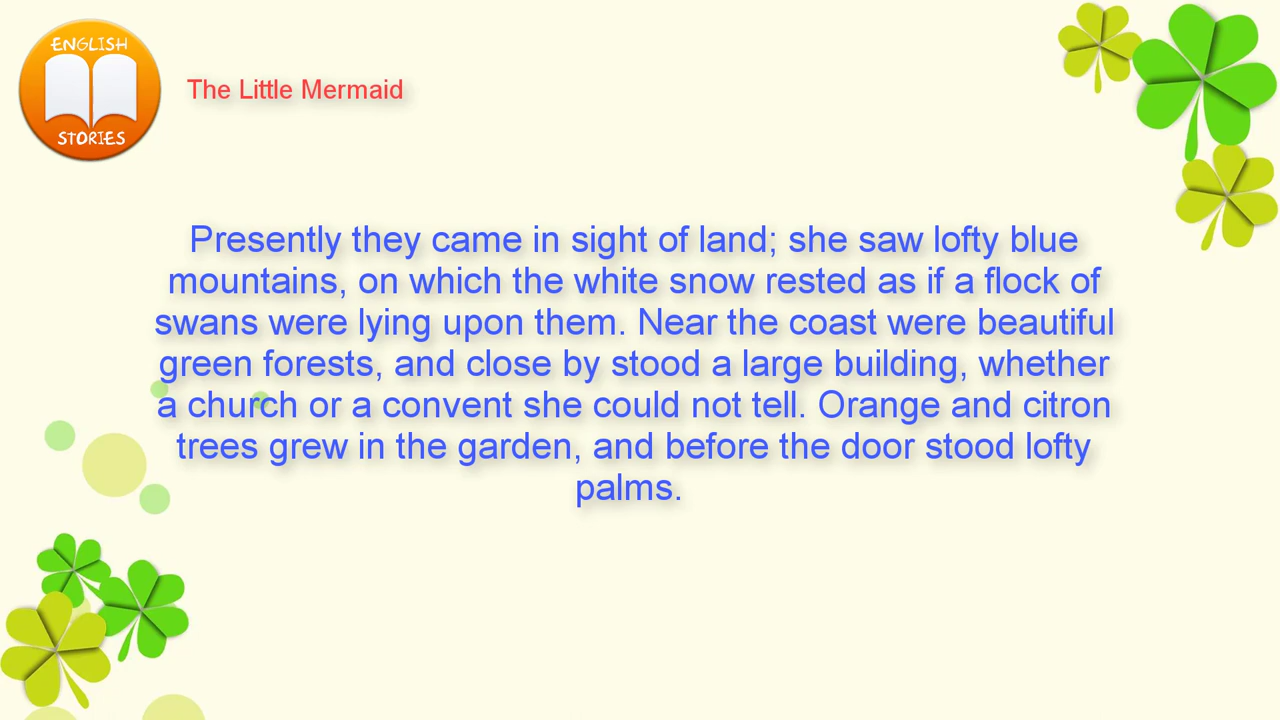 ENGLISH
STORIES
The Little Mermaid
Presently they came in sight of land; she saw lofty blue
mountains, on which the white snow rested as if a flock of
swans were lying upon them. Near the coast were beautiful
green forests, and close by stood a large building, whether
a church or a convent she could not tell. Orange and citron
trees grew in the garden, and before the door stood lofty
palms.